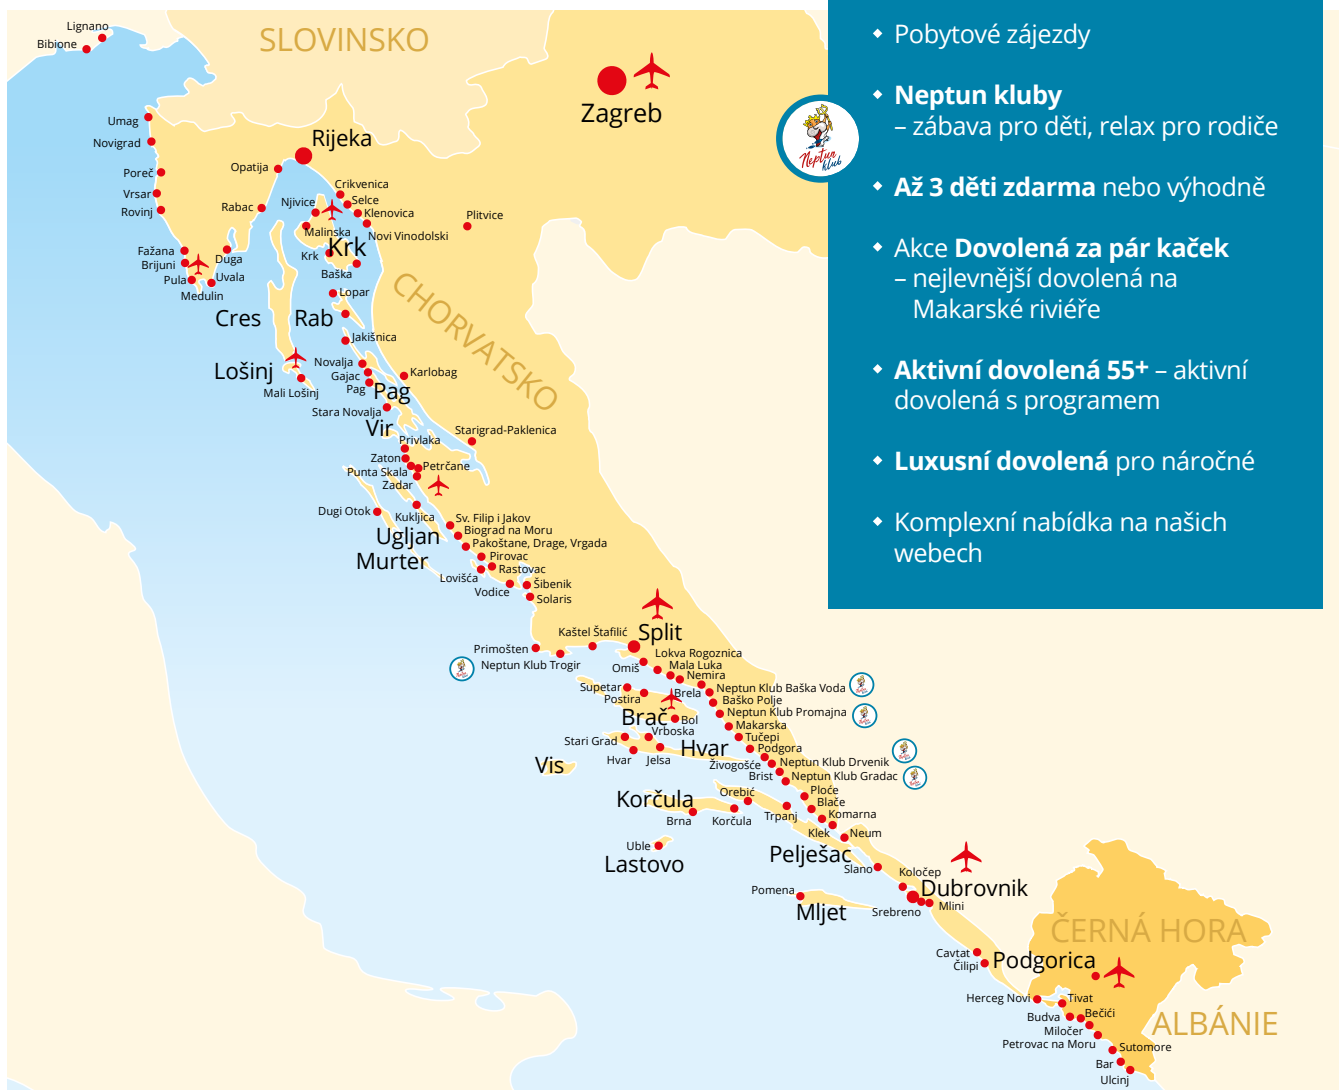 Lignano
Bibione
SLOVINSKO
Zagreb
Umag
Novigrad
Poreč
Vrsar
Rovinj
Opatija
Rijeka
Rabac
Crikvenica
Selce
Njivice
Klenovica
Malinska
Novi Vinodolski
Plitvice
Krk
Krk
Baška
Fažana
Brijuni
Pula
Duga
Uvala
Medulin
Lopar
Cres
Rab
CHORVATSKO
Jakišnica
Lošinj
Mali Lošinj
Novalja
Gajac
Pag
Pag
Karlobag
Stara Novalja
Vir
Privlaka
Starigrad-Paklenica
Zaton
Petrčane
Punta Skala
Zadar
Dugi Otok
Kukljica
Ugljan
Murter
Sv. Filip i Jakov
Biograd na Moru
Pakoštane, Drage, Vrgada
Pirovac
Rastovac
Lovišća
Vodice
Šibenik
Solaris
Kaštel Štafilić
Split
Primošten
Neptun Klub Trogir
Omiš
Lokva Rogoznica
Mala Luka
Nemira
Brela
Supetar
Postira
Neptun Klub Baška Voda
Baško Polje
Neptun Klub Promajna
Brač
Bol
Makarska
Vrboska
Tučepi
Stari Grad
Hvar
Podgora
Hvar
Jelsa
Živogošće
Neptun Klub Drvenik
Vis
Brist
Neptun Klub Gradac
Korčula
Orebić
Ploče
Blače
Brna
Korčula
Trpanj
Komarna
Klek
Neum
Uble
Lastovo
Pelješac
Slano
Koločep
Dubrovnik
Pomena
Mljet
Srebreno
Mlini
ČERNÁ HORA
Cavtat
Čilipi
Podgorica
Herceg Novi
Tivat
Budva
Bečići
Miločer
Petrovac na Moru
ALBÁNIE
Sutomore
Bar
Ulcinj
Neptun
klub
Pobytové zájezdy
Neptun kluby
– zábava pro děti, relax pro rodiče
Až 3 děti zdarma nebo výhodně
Akce Dovolená za pár kaček
– nejlevnější dovolená na
Makarské riviéře
Aktivní dovolená 55+ – aktivní
dovolená s programem
Luxusní dovolená pro náročné
Komplexní nabídka na našich
webech